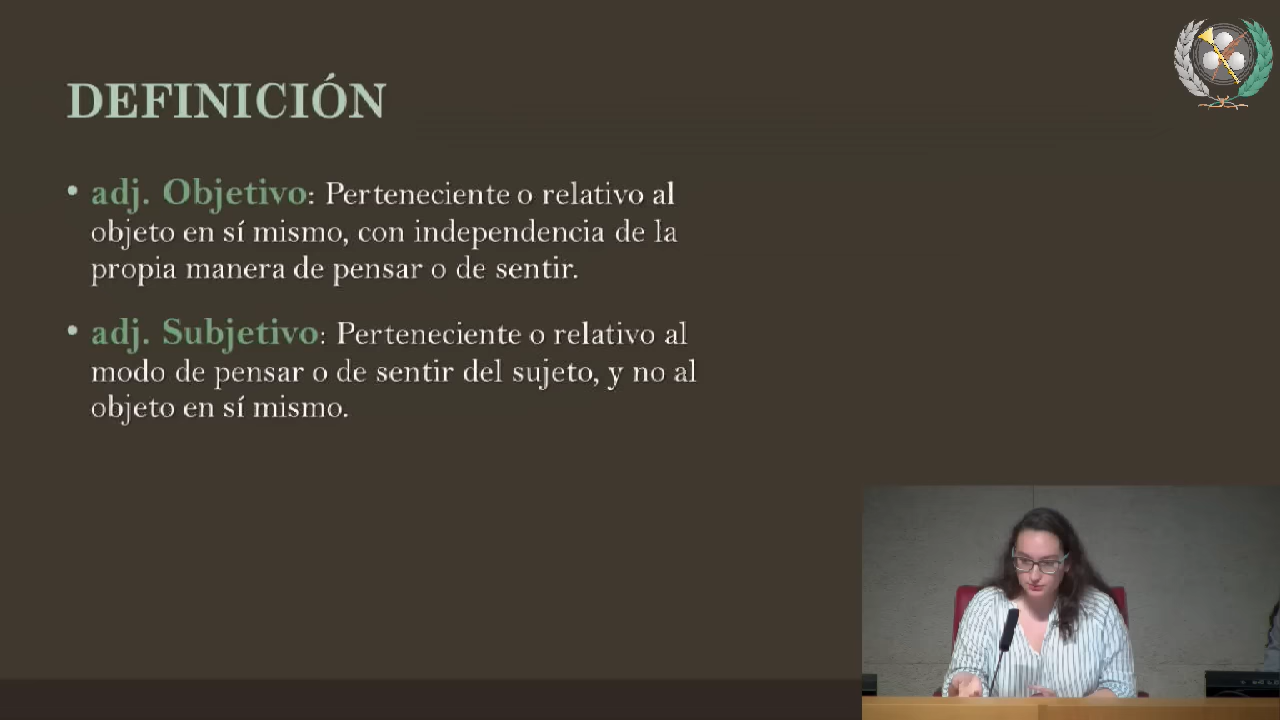 DEFINICIÓN
• adj. Objetivo: Perteneciente o relativo al
objeto en sí mismo, con independencia de la
propia manera de pensar o de sentir.
• adj. Subjetivo: Perteneciente o relativo al
modo de pensar o de sentir del sujeto, y no al
objeto en sí mismo.